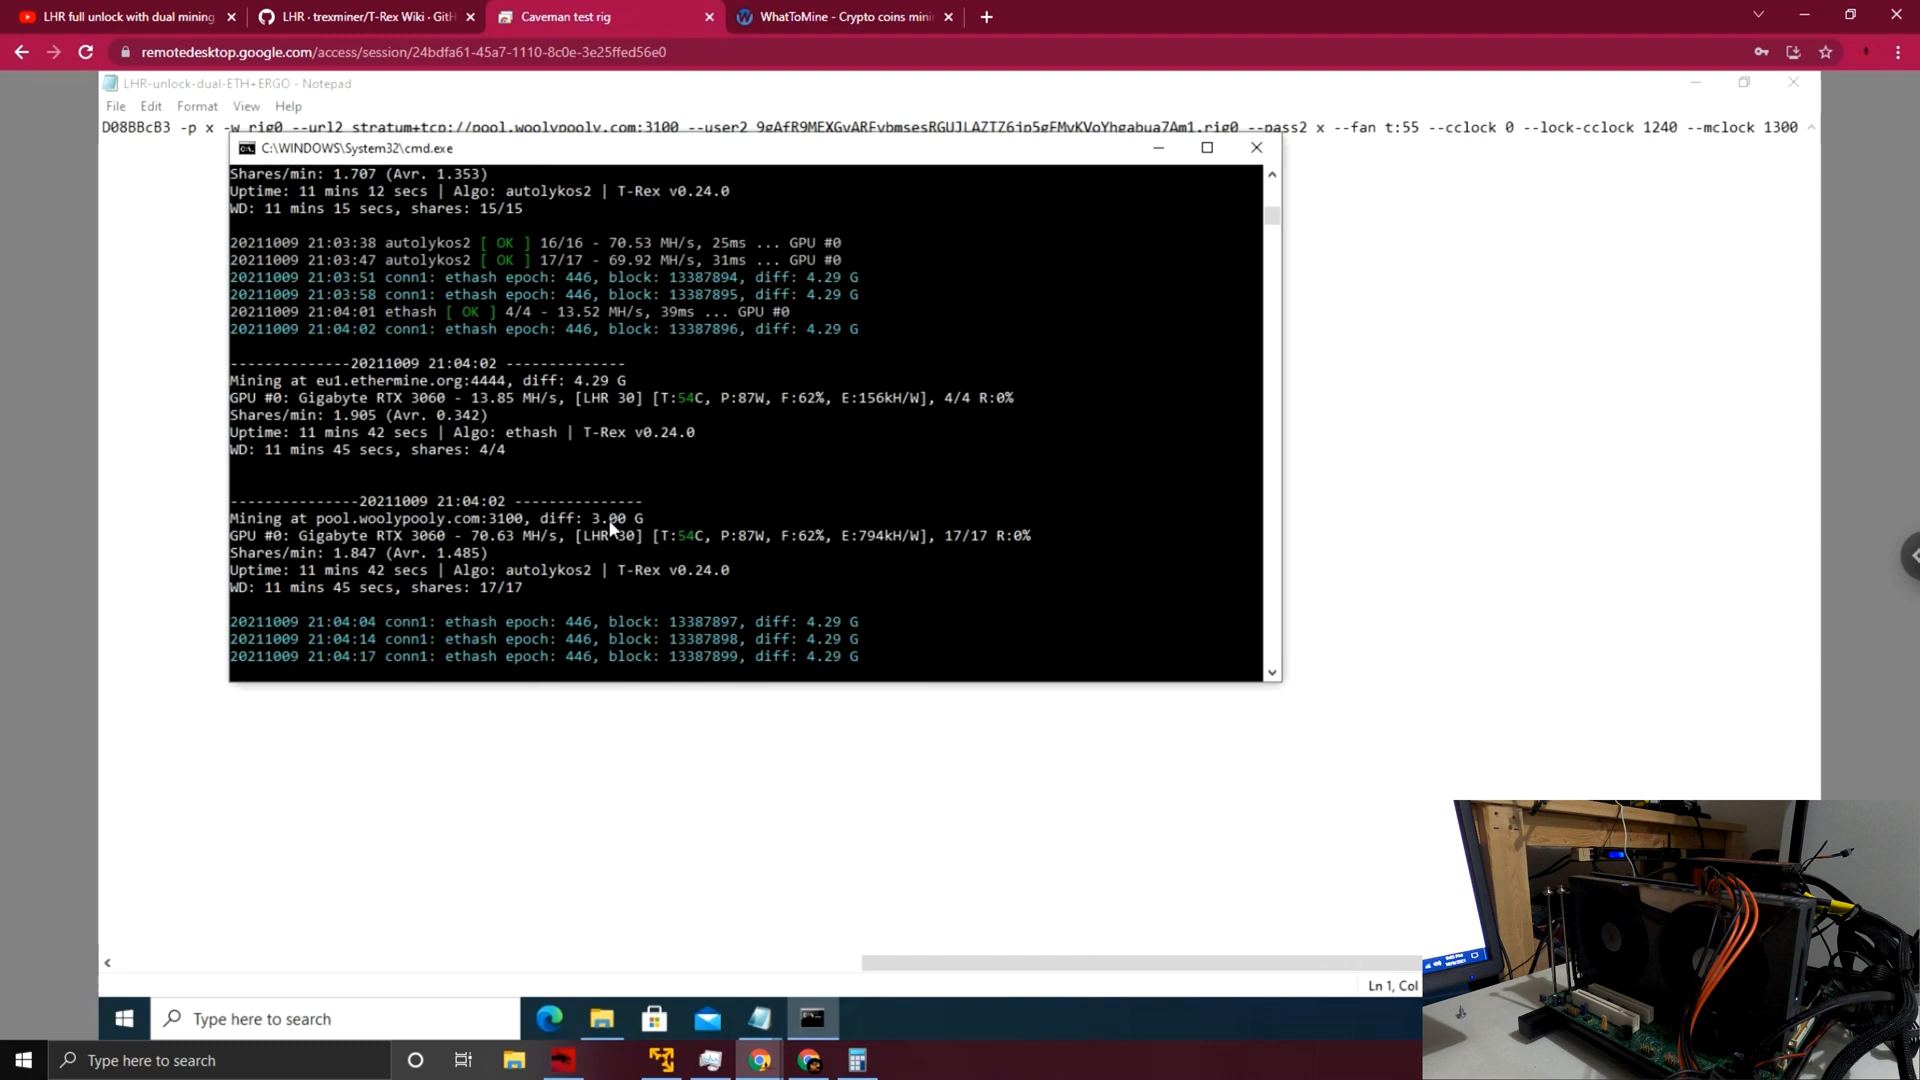 LHR full unlock with dual mining
LHR · trexminer/T-Rex Wiki · GitH
Caveman test rig
WhatToMine - Crypto coins mini
remotedesktop.google.com/access/session/24bdfa61-45a7-1110-8c0e-3e25ffed56e0
LHR-unlock-dual-ETH+ERGO - Notepad
File Edit Format View Help
D08BBcB3 -p x -w rig0 --url2 stratum+tcp://pool.woolypooly.com:3100 --user2 --pass2 x --fan t:55 --cclock 0 --lock-cclock 1240 --mclock 1300
C:\WINDOWS\System32\cmd.exe
Shares/min: 1.707 (Avr. 1.353)
Uptime: 11 mins 12 secs | Algo: autolykos2 | T-Rex v0.24.0
WD: 11 mins 15 secs, shares: 15/15
20211009 21:03:38 autolykos2 [ OK ] 16/16 - 70.53 MH/s, 25ms ... GPU #0
20211009 21:03:47 autolykos2 [ OK ] 17/17 - 69.92 MH/s, 31ms ... GPU #0
20211009 21:03:51 conn1: ethash epoch: 446, block: 13387894, diff: 4.29 G
20211009 21:03:58 conn1: ethash epoch: 446, block: 13387895, diff: 4.29 G
20211009 21:04:01 ethash [ OK ] 4/4 - 13.52 MH/s, 39ms ... GPU #0
20211009 21:04:02 conn1: ethash epoch: 446, block: 13387896, diff: 4.29 G
--------------20211009 21:04:02 --------------
Mining at eu1.ethermine.org:4444, diff: 4.29 G
GPU #0: Gigabyte RTX 3060 - 13.85 MH/s, [LHR 30] [T:54C, P:87W, F:62%, E:156kH/W], 4/4 R:0%
Shares/min: 1.905 (Avr. 0.342)
Uptime: 11 mins 42 secs | Algo: ethash | T-Rex v0.24.0
WD: 11 mins 45 secs, shares: 4/4
---------------20211009 21:04:02 ---------------
Mining at pool.woolypooly.com:3100, diff: 3.00 G
GPU #0: Gigabyte RTX 3060 - 70.63 MH/s, [LHR 30] [T:54C, P:87W, F:62%, E:794kH/W], 17/17 R:0%
Shares/min: 1.847 (Avr. 1.485)
Uptime: 11 mins 42 secs | Algo: autolykos2 | T-Rex v0.24.0
WD: 11 mins 45 secs, shares: 17/17
20211009 21:04:04 conn1: ethash epoch: 446, block: 13387897, diff: 4.29 G
20211009 21:04:14 conn1: ethash epoch: 446, block: 13387898, diff: 4.29 G
20211009 21:04:17 conn1: ethash epoch: 446, block: 13387899, diff: 4.29 G
Ln 1, Col
Type here to search
Type here to search